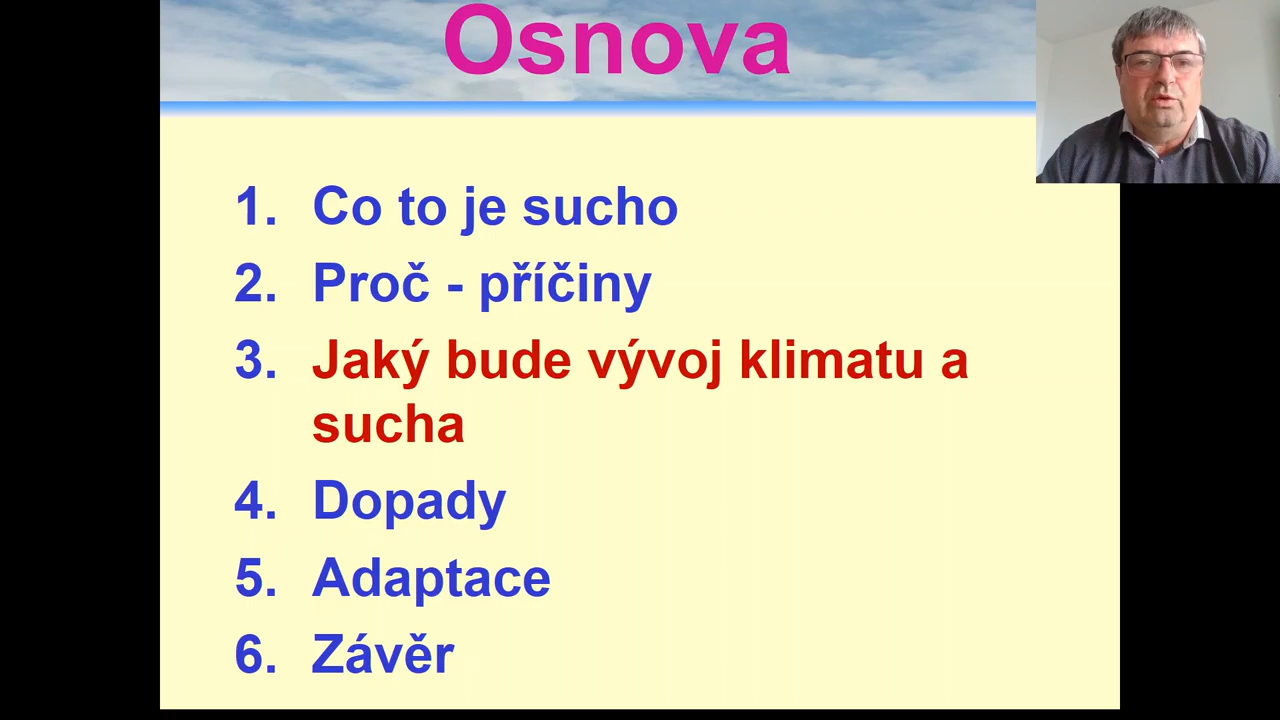 Osnova
1. Co to je sucho
2. Proč - příčiny
3. Jaký bude vývoj klimatu a
sucha
4. Dopady
5. Adaptace
6. Závěr